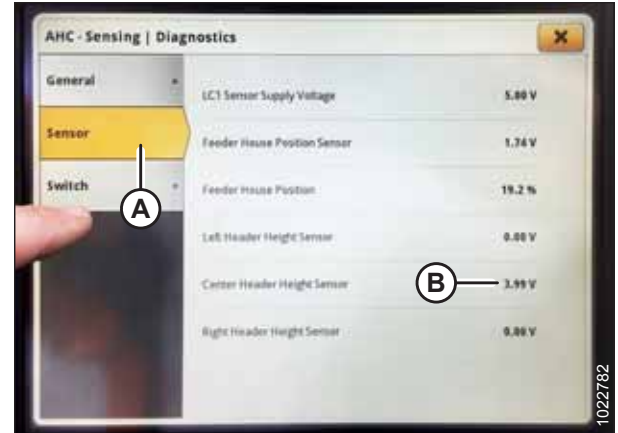 AHC - Sensing | Diagnostics
General
LC1 Sensor Supply Voltage 5.00 V
Sensor
Feeder House Position Sensor 1.74 V
Switch
Feeder House Position 19.2 %
A
Left Header Height Sensor 0.00 V
Center Header Height Sensor B 3.99 V
Right Header Height Sensor 0.00 V
1022782